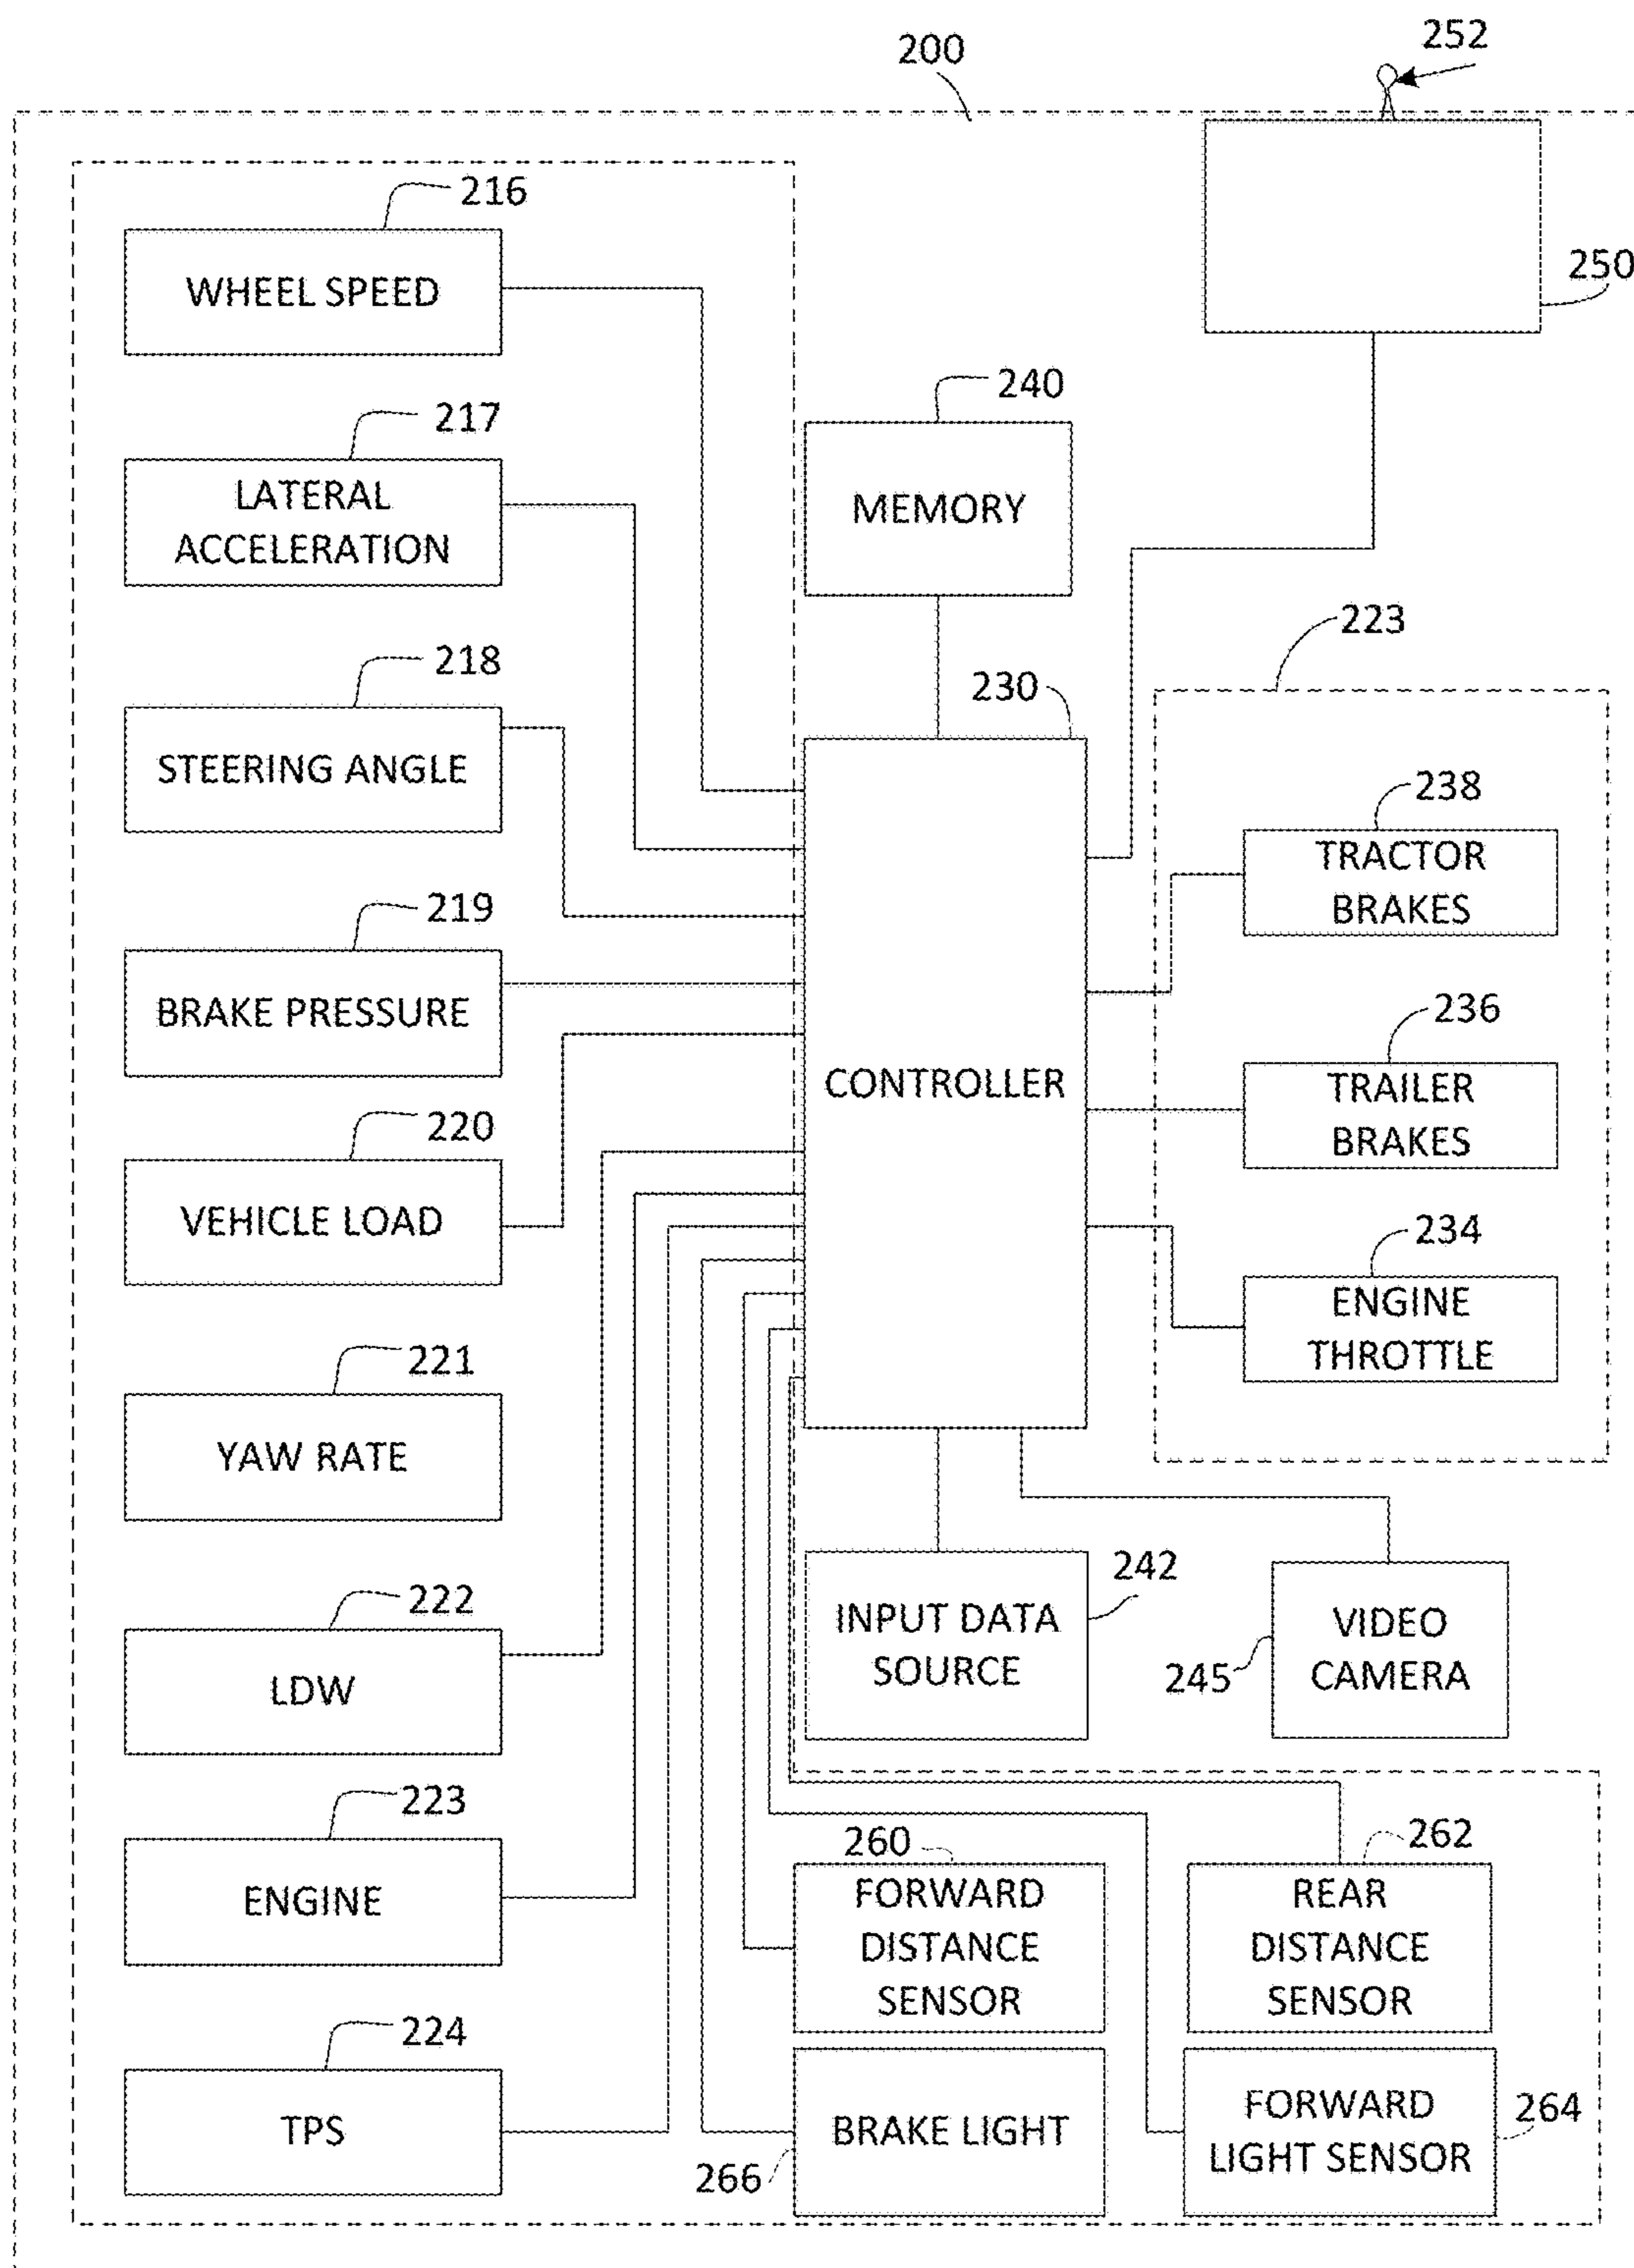 252
200
250
216
WHEEL SPEED
217
LATERAL
ACCELERATION
218
STEERING ANGLE
219
BRAKE PRESSURE
220
VEHICLE LOAD
221
YAW RATE
222
LDW
223
ENGINE
224
TPS
240
MEMORY
230
CONTROLLER
223
238
TRACTOR
BRAKES
236
TRAILER
BRAKES
234
ENGINE
THROTTLE
242
INPUT DATA
SOURCE
245
VIDEO
CAMERA
260
FORWARD
DISTANCE
SENSOR
262
REAR
DISTANCE
SENSOR
266
BRAKE LIGHT
264
FORWARD
LIGHT SENSOR